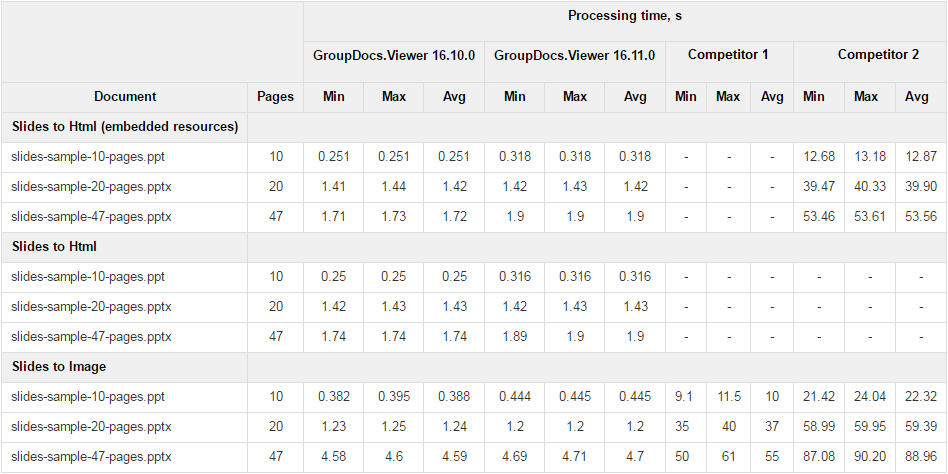 Processing time, s
GroupDocs.Viewer 16.10.0 GroupDocs.Viewer 16.11.0 Competitor 1 Competitor 2
Document Pages Min Max Avg Min Max Avg Min Max Avg Min Max Avg
Slides to Html (embedded resources)
slides-sample-10-pages.ppt 10 0.251 0.251 0.251 0.318 0.318 0.318 - - - 12.68 13.18 12.87
slides-sample-20-pages.pptx 20 1.41 1.44 1.42 1.42 1.43 1.42 - - - 39.47 40.33 39.90
slides-sample-47-pages.pptx 47 1.71 1.73 1.72 1.9 1.9 1.9 - - - 53.46 53.61 53.56
Slides to Html
slides-sample-10-pages.ppt 10 0.25 0.25 0.25 0.316 0.316 0.316 - - - - - -
slides-sample-20-pages.pptx 20 1.42 1.43 1.43 1.42 1.43 1.43 - - - - - -
slides-sample-47-pages.pptx 47 1.74 1.74 1.74 1.89 1.9 1.9 - - - - - -
Slides to Image
slides-sample-10-pages.ppt 10 0.382 0.395 0.388 0.444 0.445 0.445 9.1 11.5 10 21.42 24.04 22.32
slides-sample-20-pages.pptx 20 1.23 1.25 1.24 1.2 1.2 1.2 35 40 37 58.99 59.95 59.39
slides-sample-47-pages.pptx 47 4.58 4.6 4.59 4.69 4.71 4.7 50 61 55 87.08 90.20 88.96